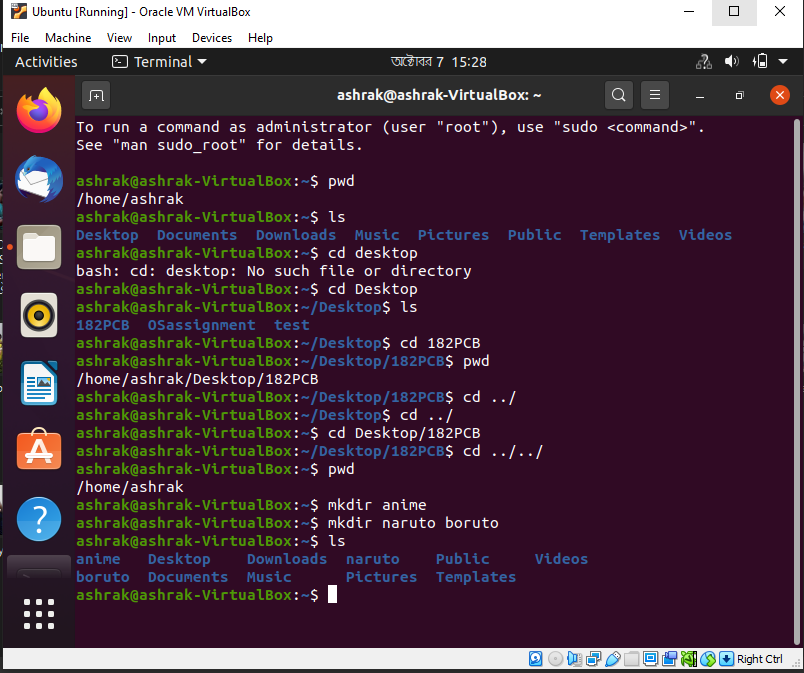 Ubuntu [Running] - Oracle VM VirtualBox
File Machine View Input Devices Help
Activities Terminal অক্টোবর 7 15:28
ashrak@ashrak-VirtualBox: ~
To run a command as administrator (user "root"), use "sudo <command>".
See "man sudo_root" for details.
ashrak@ashrak-VirtualBox:~$ pwd
/home/ashrak
ashrak@ashrak-VirtualBox:~$ ls
Desktop Documents Downloads Music Pictures Public Templates Videos
ashrak@ashrak-VirtualBox:~$ cd desktop
bash: cd: desktop: No such file or directory
ashrak@ashrak-VirtualBox:~$ cd Desktop
ashrak@ashrak-VirtualBox:~/Desktop$ ls
182PCB OSassignment test
ashrak@ashrak-VirtualBox:~/Desktop$ cd 182PCB
ashrak@ashrak-VirtualBox:~/Desktop/182PCB$ pwd
/home/ashrak/Desktop/182PCB
ashrak@ashrak-VirtualBox:~/Desktop/182PCB$ cd ../
ashrak@ashrak-VirtualBox:~/Desktop$ cd ../
ashrak@ashrak-VirtualBox:~$ cd Desktop/182PCB
ashrak@ashrak-VirtualBox:~/Desktop/182PCB$ cd ../../
ashrak@ashrak-VirtualBox:~$ pwd
/home/ashrak
ashrak@ashrak-VirtualBox:~$ mkdir anime
ashrak@ashrak-VirtualBox:~$ mkdir naruto boruto
ashrak@ashrak-VirtualBox:~$ ls
anime Desktop Downloads naruto Public Videos
boruto Documents Music Pictures Templates
ashrak@ashrak-VirtualBox:~$
Right Ctrl